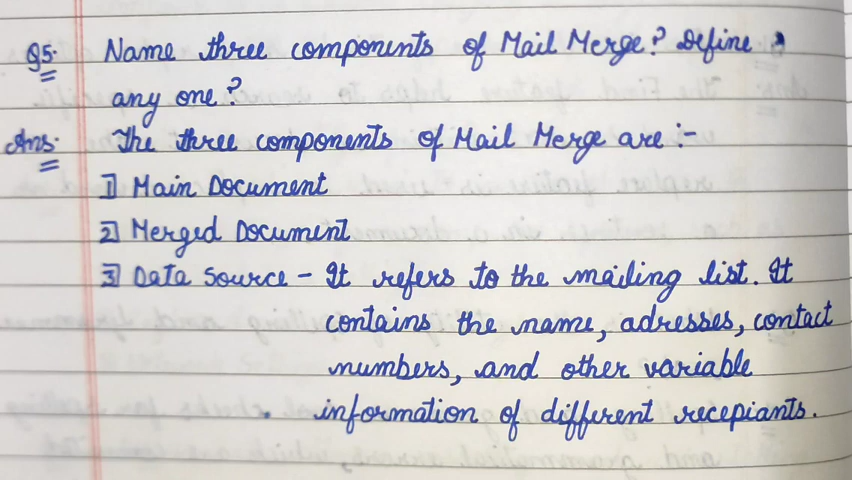 Q5. Name three components of Mail Merge? Define
any one?
Ans. The three components of Mail Merge are :-
1) Main Document
2) Merged Document
3) Data Source - It refers to the mailing list. It
contains the name, adresses, contact
numbers, and other variable
information of different recepiants.